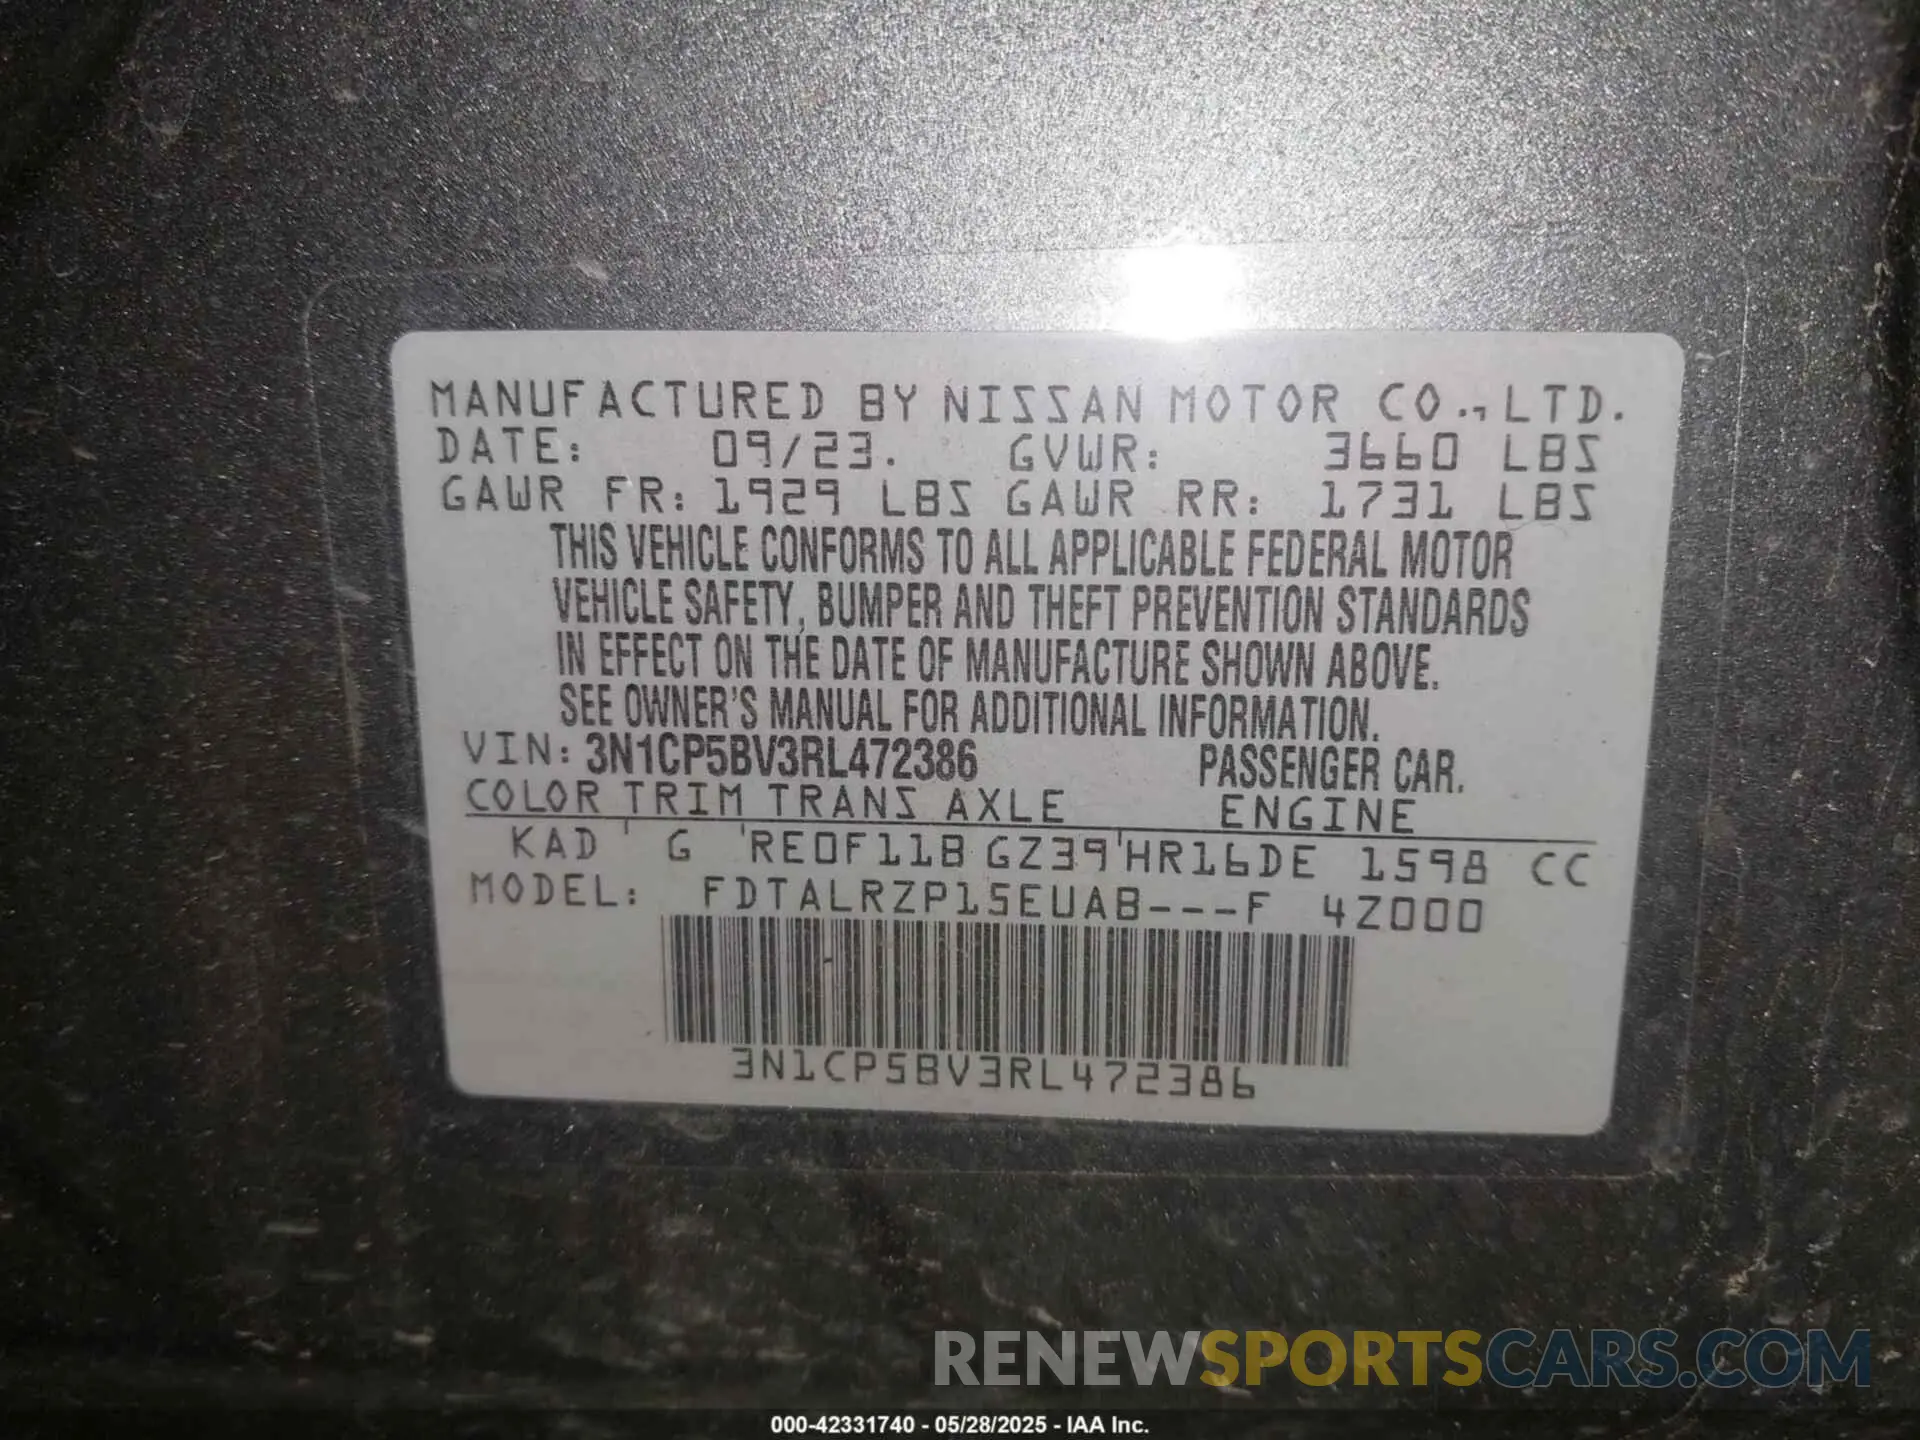 MANUFACTURED BY NISSAN MOTOR CO., LTD.
DATE: 09/23. GVWR: 3660 LBS
GAWR FR: 1929 LBS GAWR RR: 1731 LBS
THIS VEHICLE CONFORMS TO ALL APPLICABLE FEDERAL MOTOR
VEHICLE SAFETY, BUMPER AND THEFT PREVENTION STANDARDS
IN EFFECT ON THE DATE OF MANUFACTURE SHOWN ABOVE.
SEE OWNER'S MANUAL FOR ADDITIONAL INFORMATION.
VIN: 3N1CP5BV3RL472386 PASSENGER CAR.
COLOR TRIM TRANS AXLE ENGINE
KAD G RE0F11B GZ39 HR16DE 1598 CC
MODEL: FDTALRZP15EUAB---F 4Z000
3N1CP5BV3RL472386
RENEWSPORTSCARS.COM
000-42331740 - 05/28/2025 - IAA Inc.